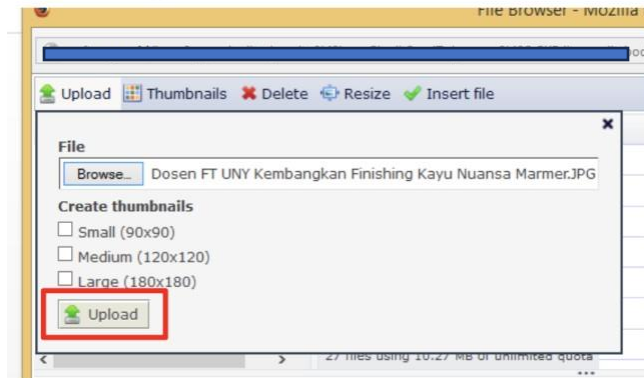 File Browser - Mozilla
Upload Thumbnails Delete Resize Insert file
File
Browse... Dosen FT UNY Kembangkan Finishing Kayu Nuansa Marmer.JPG
Create thumbnails
Small (90x90)
Medium (120x120)
Large (180x180)
Upload
27 files using 10.27 MB of unlimited quota